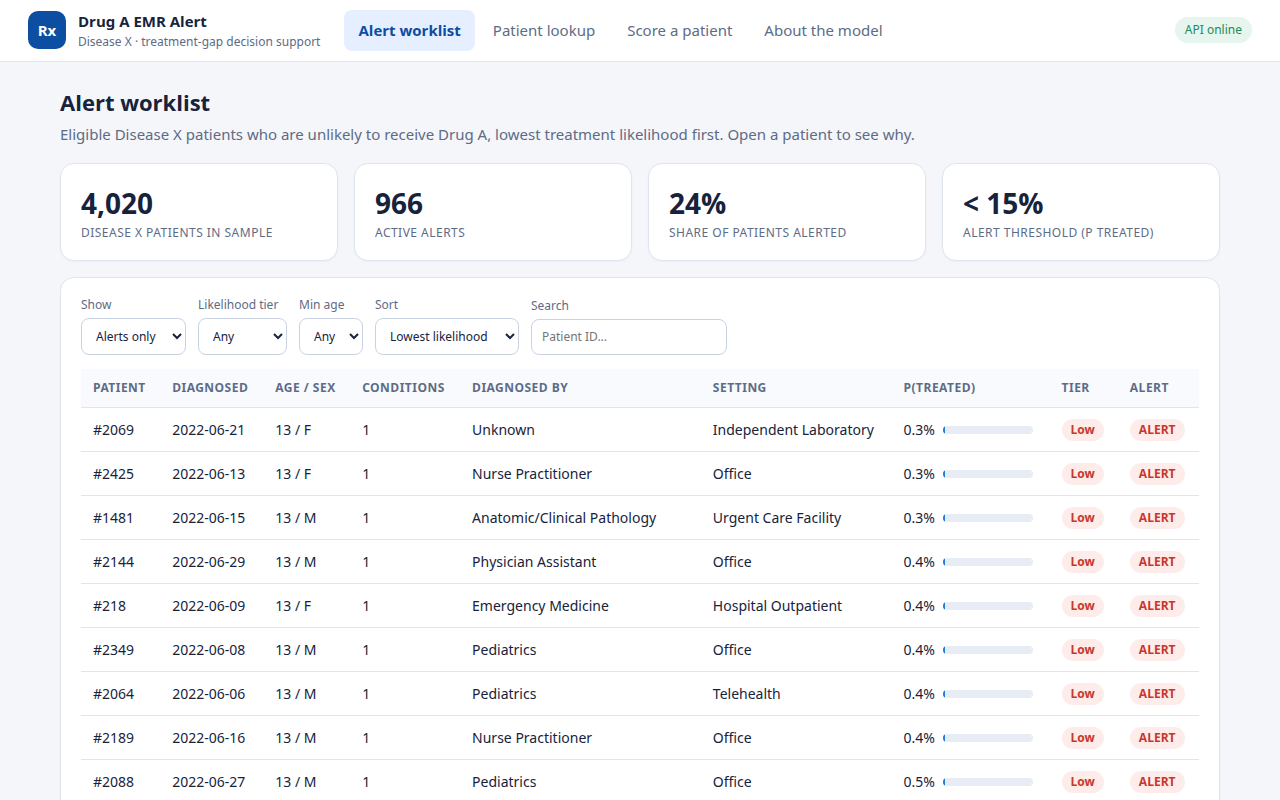 Rx
Drug A EMR Alert
Disease X · treatment-gap decision support
Alert worklist
Patient lookup
Score a patient
About the model
API online
Alert worklist
Eligible Disease X patients who are unlikely to receive Drug A, lowest treatment likelihood first. Open a patient to see why.
4,020
DISEASE X PATIENTS IN SAMPLE
966
ACTIVE ALERTS
24%
SHARE OF PATIENTS ALERTED
< 15%
ALERT THRESHOLD (P TREATED)
Show
Likelihood tier
Min age
Sort
Search
Alerts only
Any
Any
Lowest likelihood
Patient ID...
PATIENT DIAGNOSED AGE / SEX CONDITIONS DIAGNOSED BY SETTING P(TREATED) TIER ALERT
#2069 2022-06-21 13 / F 1 Unknown Independent Laboratory 0.3% Low ALERT
#2425 2022-06-13 13 / F 1 Nurse Practitioner Office 0.3% Low ALERT
#1481 2022-06-15 13 / M 1 Anatomic/Clinical Pathology Urgent Care Facility 0.3% Low ALERT
#2144 2022-06-29 13 / M 1 Physician Assistant Office 0.4% Low ALERT
#218 2022-06-09 13 / F 1 Emergency Medicine Hospital Outpatient 0.4% Low ALERT
#2349 2022-06-08 13 / M 1 Pediatrics Office 0.4% Low ALERT
#2064 2022-06-06 13 / M 1 Pediatrics Telehealth 0.4% Low ALERT
#2189 2022-06-16 13 / M 1 Nurse Practitioner Office 0.4% Low ALERT
#2088 2022-06-27 13 / M 1 Pediatrics Office 0.5% Low ALERT